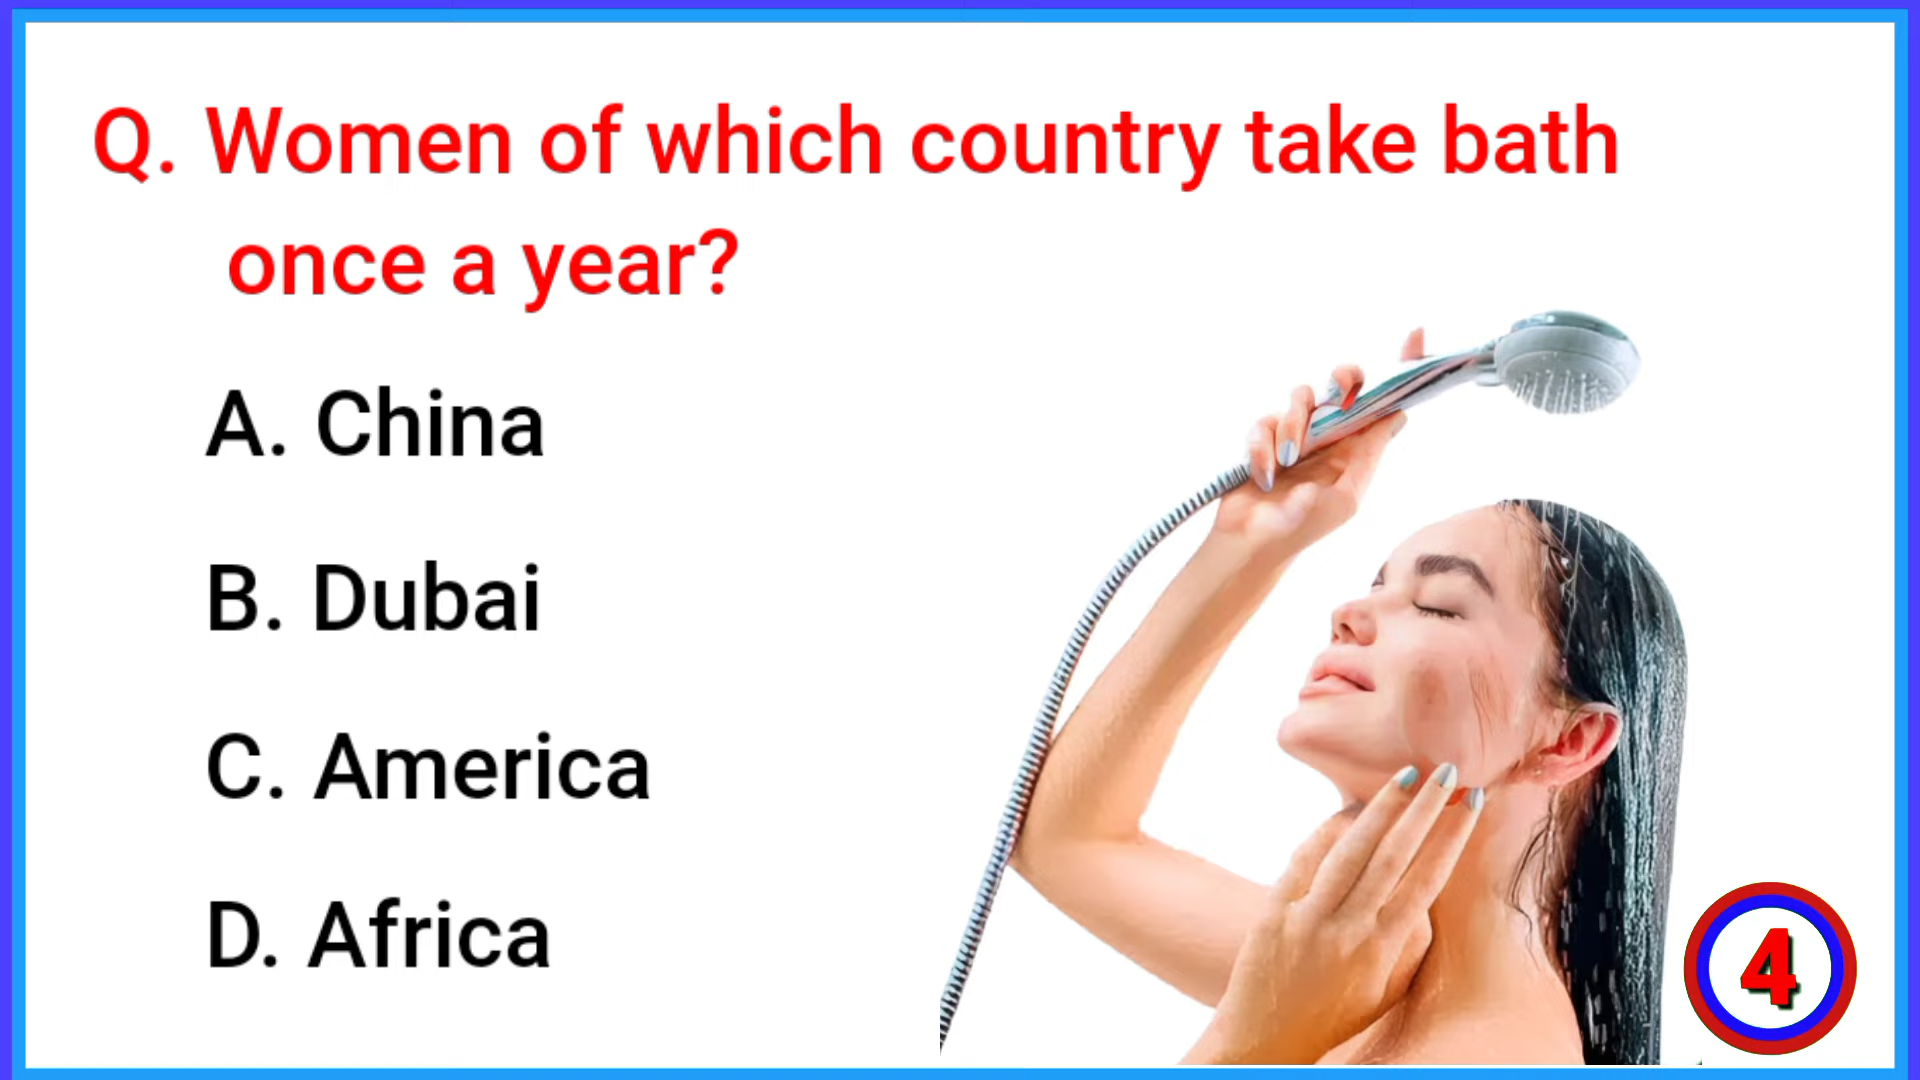 Q. Women of which country take bath
once a year?
A. China
B. Dubai
C. America
D. Africa
4